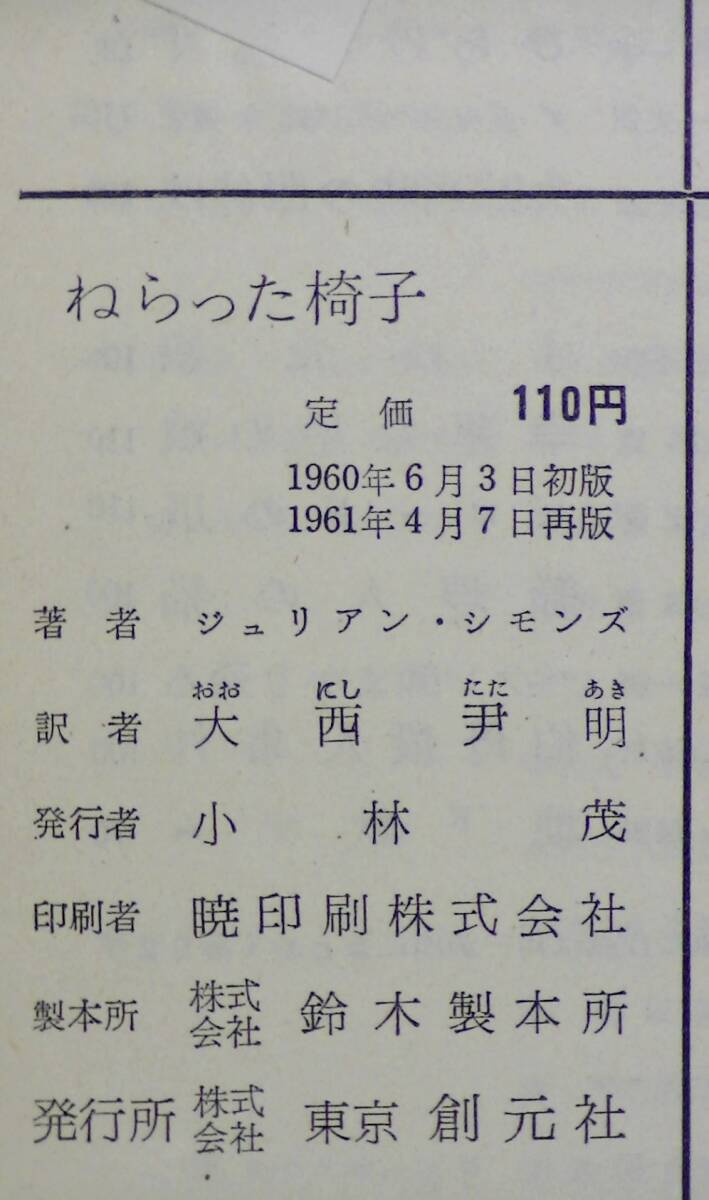 ねらった椅子
定価 110円
1960年6月3日初版
1961年4月7日再版
著者 ジュリアン・シモンズ
おお にし ただ あき
訳者 大西尹明
発行者 小林茂
印刷者 暁印刷株式会社
製本所 株式会社 鈴木製本所
発行所 株式会社 東京創元社